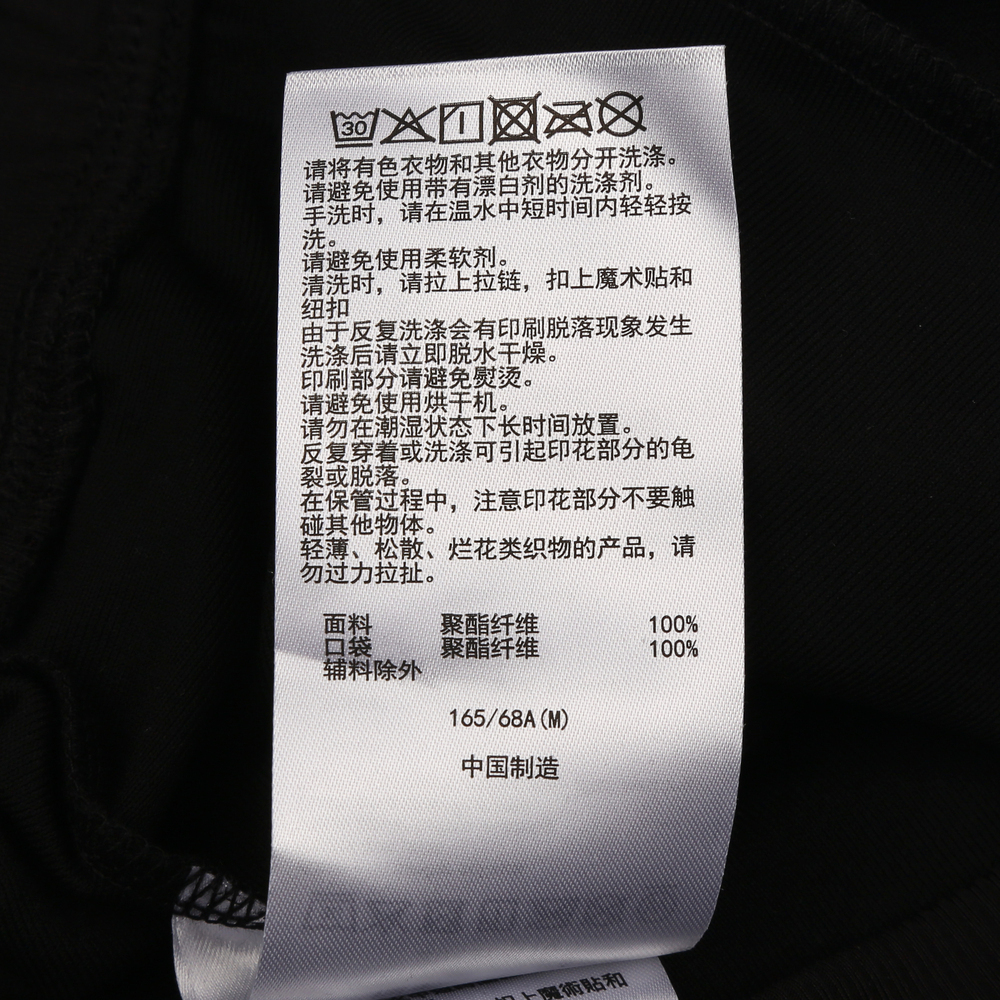 30
请将有色衣物和其他衣物分开洗涤。
请避免使用带有漂白剂的洗涤剂。
手洗时，请在温水中短时间内轻轻按
洗。
请避免使用柔软剂。
清洗时，请拉上拉链，扣上魔术贴和
纽扣
由于反复洗涤会有印刷脱落现象发生
洗涤后请立即脱水干燥。
印刷部分请避免熨烫。
请避免使用烘干机。
请勿在潮湿状态下长时间放置。
反复穿着或洗涤可引起印花部分的龟
裂或脱落。
在保管过程中，注意印花部分不要触
碰其他物体。
轻薄、松散、烂花类织物的产品，请
勿过力拉扯。
面料 聚酯纤维 100%
口袋 聚酯纤维 100%
辅料除外
165/68A(M)
中国制造
上魔術貼和